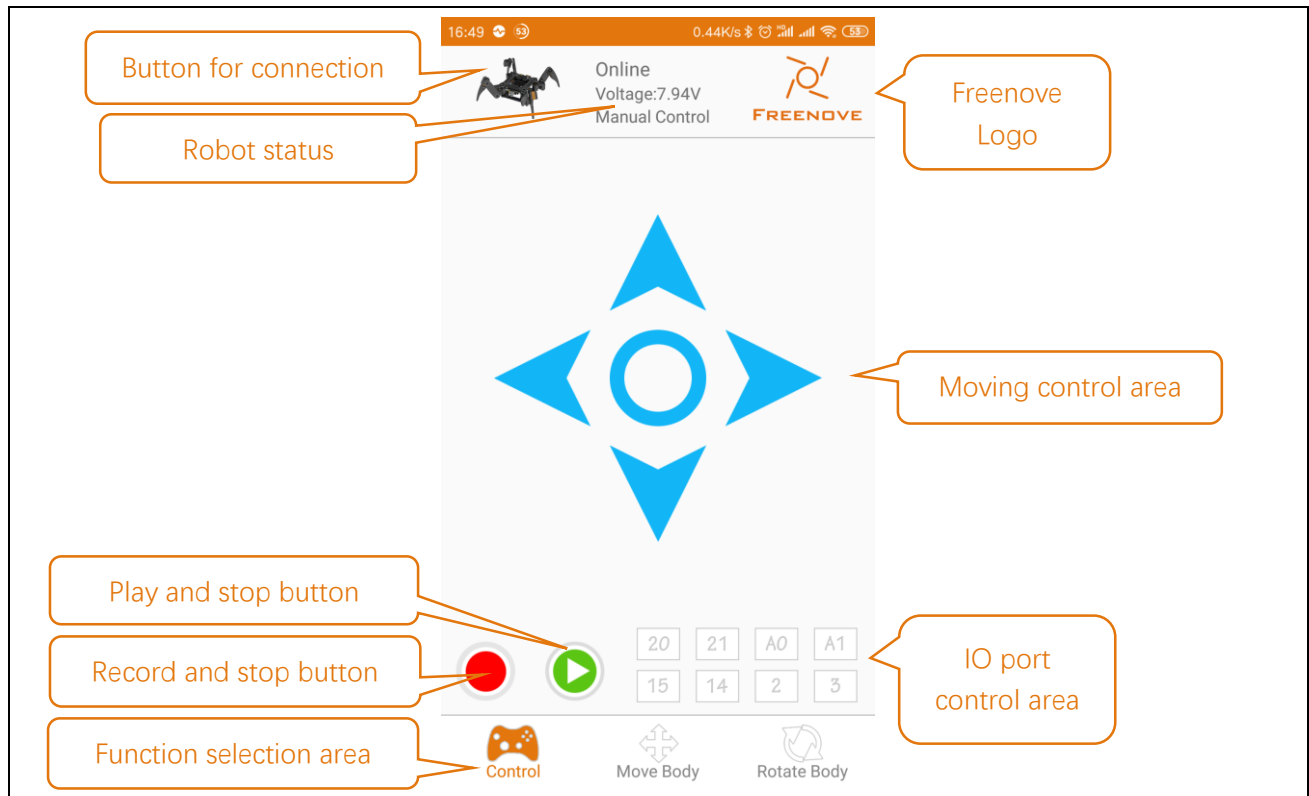 16:49 53 0.44K/s HD 53
Button for connection
Online
Voltage:7.94V
Manual Control
FREENOVE
Freenove
Logo
Robot status
Moving control area
Play and stop button
Record and stop button
20 21 A0 A1
15 14 2 3
IO port
control area
Function selection area
Control
Move Body
Rotate Body